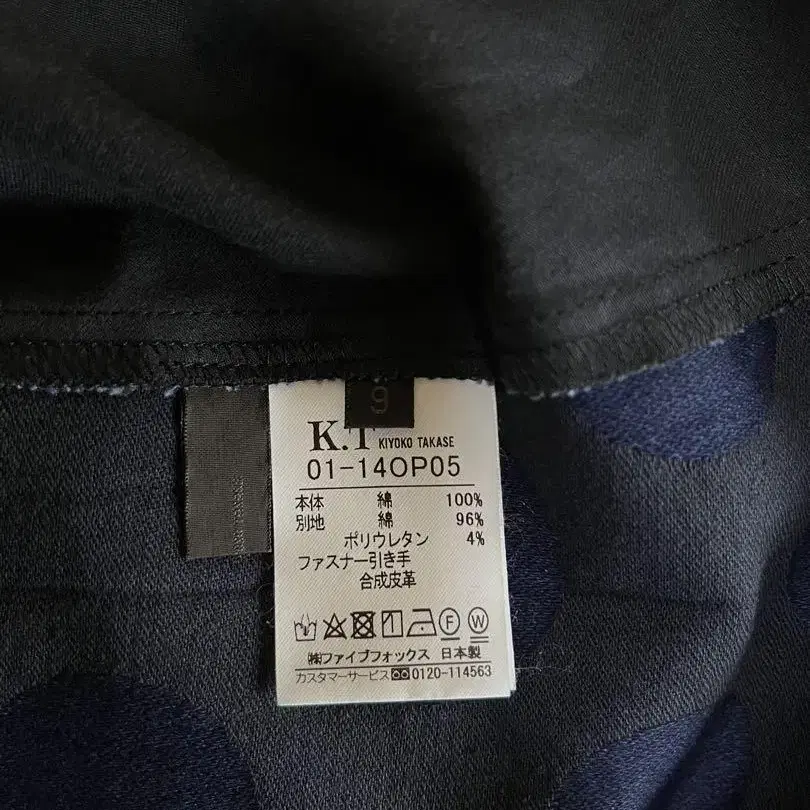 9
K.T KIYOKO TAKASE
01-140P05
本体 綿 100%
別地 綿 96%
ポリウレタン 4%
ファスナー引き手
合成皮革
F W
㈱ファイブフォックス 日本製
カスタマーサービス 0120-114563